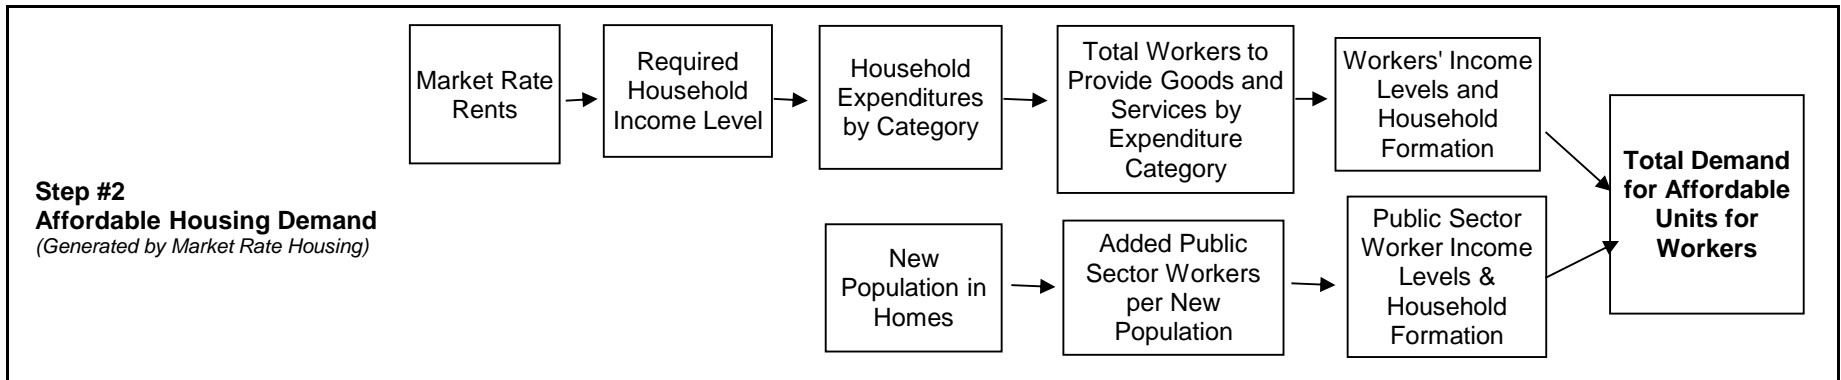 Step #2
Affordable Housing Demand
(Generated by Market Rate Housing)
Market Rate
Rents
Required
Household
Income Level
Household
Expenditures
by Category
Total Workers to
Provide Goods and
Services by
Expenditure
Category
Workers' Income
Levels and
Household
Formation
New
Population in
Homes
Added Public
Sector Workers
per New
Population
Public Sector
Worker Income
Levels &
Household
Formation
Total Demand
for Affordable
Units for
Workers